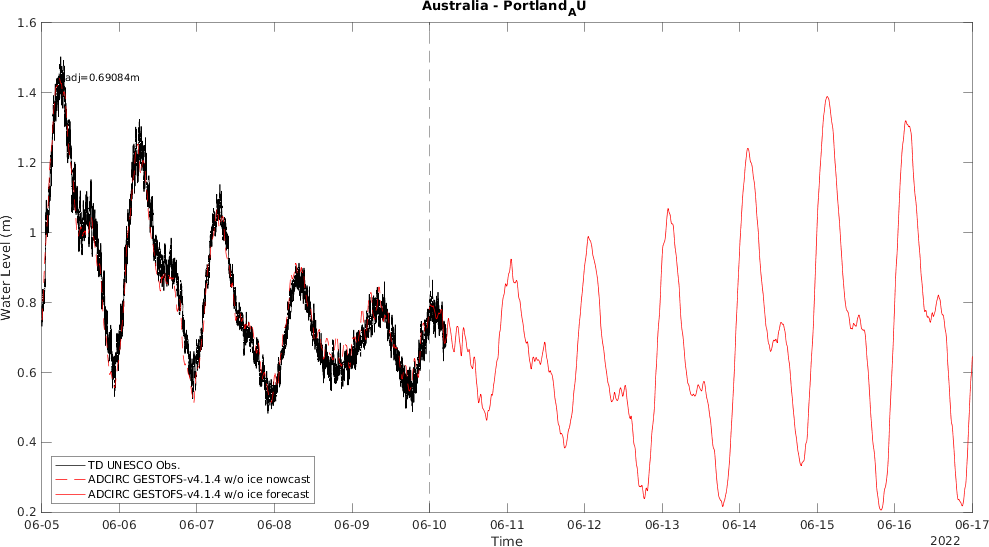 Australia - Portland_AU
adj=0.69084m
Water Level (m)
1.6
1.4
1.2
1
0.8
0.6
0.4
0.2
TD UNESCO Obs.
ADCIRC GESTOFS-v4.1.4 w/o ice nowcast
ADCIRC GESTOFS-v4.1.4 w/o ice forecast
06-05 06-06 06-07 06-08 06-09 06-10 06-11 06-12 06-13 06-14 06-15 06-16 06-17
Time
2022